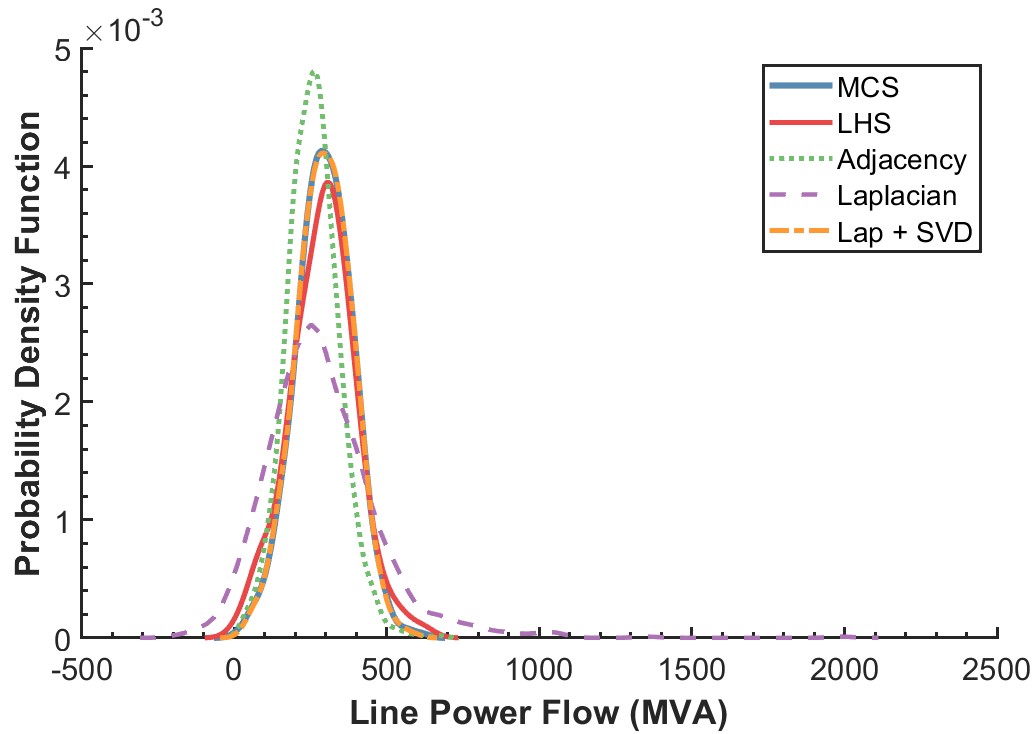 ×10⁻³
5
4
3
2
1
0
-500
0
500
1000
1500
2000
2500
Probability Density Function
Line Power Flow (MVA)
MCS
LHS
Adjacency
Laplacian
Lap + SVD